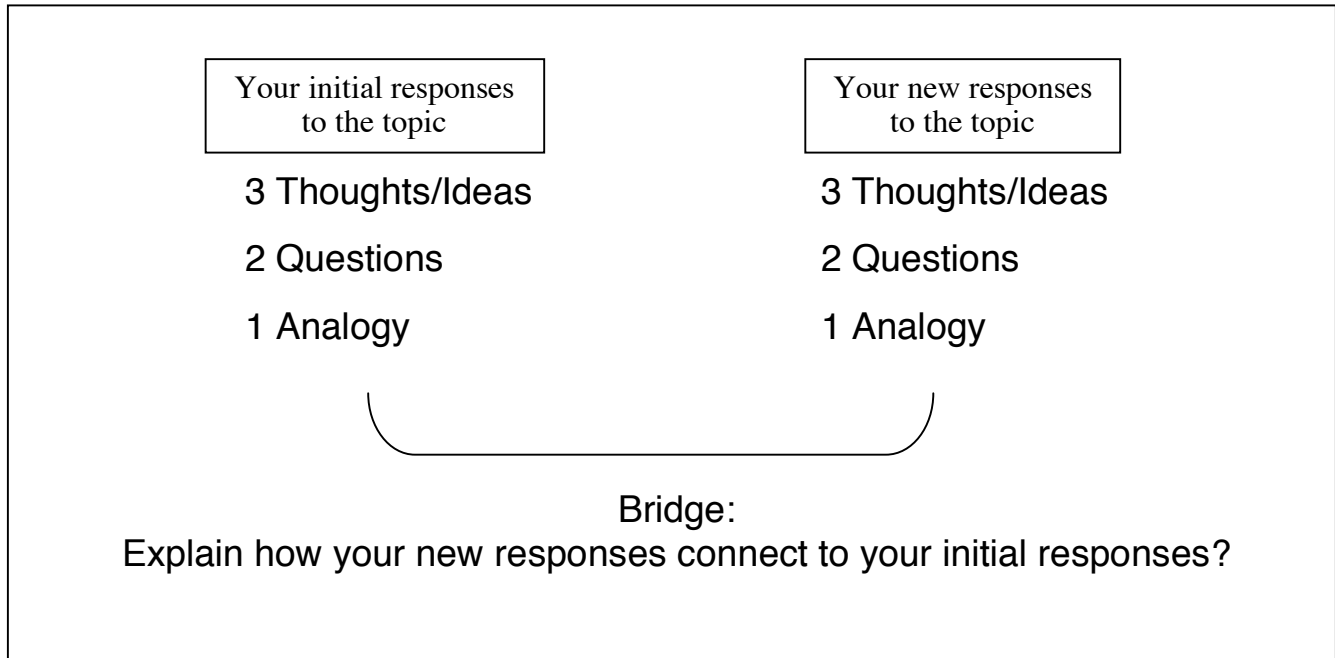 Your initial responses
to the topic
3 Thoughts/Ideas
2 Questions
1 Analogy
Your new responses
to the topic
3 Thoughts/Ideas
2 Questions
1 Analogy
Bridge:
Explain how your new responses connect to your initial responses?